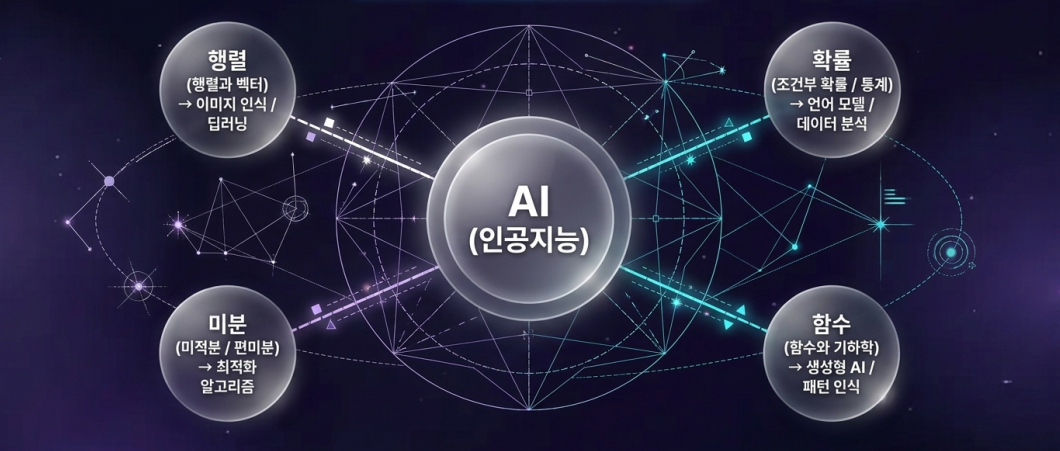 행렬
(행렬과 벡터)
→ 이미지 인식 /
딥러닝
확률
(조건부 확률 / 통계)
→ 언어 모델 /
데이터 분석
AI
(인공지능)
미분
(미적분 / 편미분)
→ 최적화
알고리즘
함수
(함수와 기하학)
→ 생성형 AI /
패턴 인식